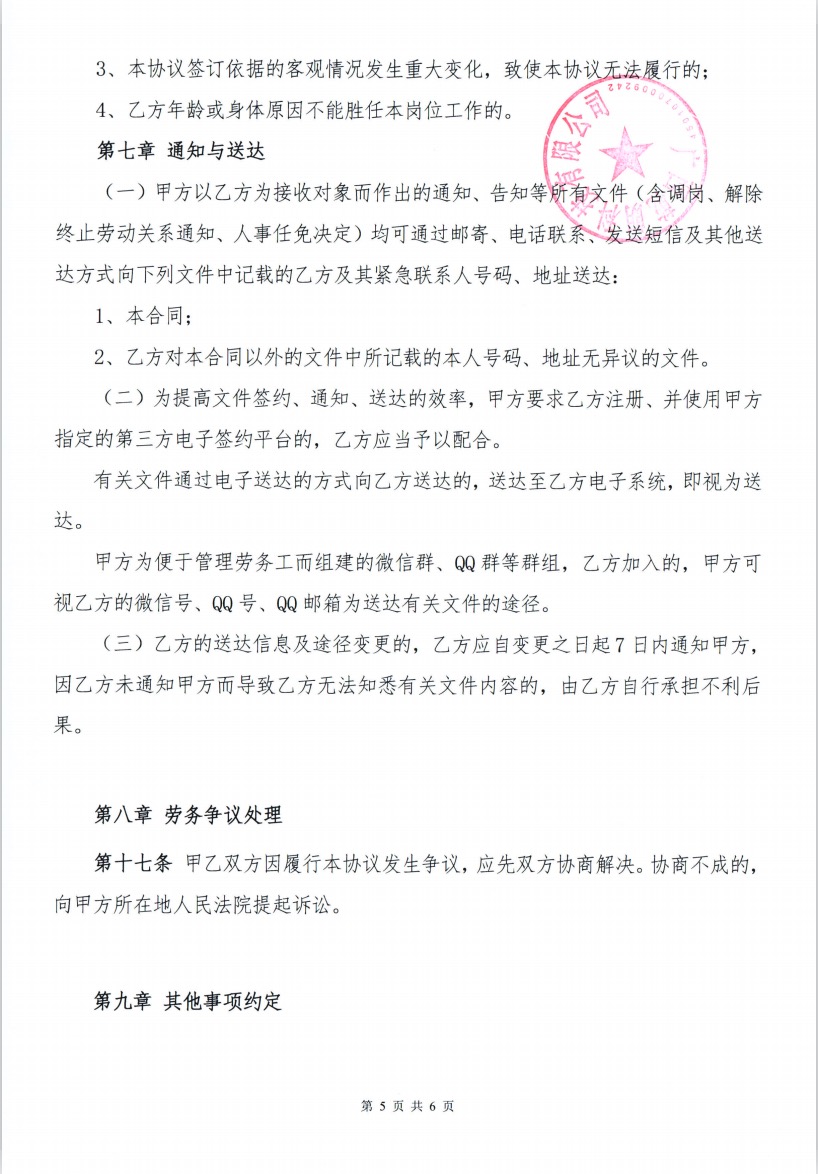 3、本协议签订依据的客观情况发生重大变化，致使本协议无法履行的；
4、乙方年龄或身体原因不能胜任本岗位工作的。
第七章 通知与送达
（一）甲方以乙方为接收对象而作出的通知、告知等所有文件（含调岗、解除
终止劳动关系通知、人事任免决定）均可通过邮寄、电话联系、发送短信及其他送
达方式向下列文件中记载的乙方及其紧急联系人号码、地址送达：
1、本合同；
2、乙方对本合同以外的文件中所记载的本人号码、地址无异议的文件。
（二）为提高文件签约、通知、送达的效率，甲方要求乙方注册、并使用甲方
指定的第三方电子签约平台的，乙方应当予以配合。
有关文件通过电子送达的方式向乙方送达的，送达至乙方电子系统，即视为送
达。
甲方为便于管理劳务工而组建的微信群、QQ 群等群组，乙方加入的，甲方可
视乙方的微信号、QQ 号、QQ 邮箱为送达有关文件的途径。
（三）乙方的送达信息及途径变更的，乙方应自变更之日起 7 日内通知甲方，
因乙方未通知甲方而导致乙方无法知悉有关文件内容的，由乙方自行承担不利后
果。
第八章 劳务争议处理
第十七条 甲乙双方因履行本协议发生争议，应先双方协商解决。协商不成的，
向甲方所在地人民法院提起诉讼。
第九章 其他事项约定
第 5 页 共 6 页
有限公司